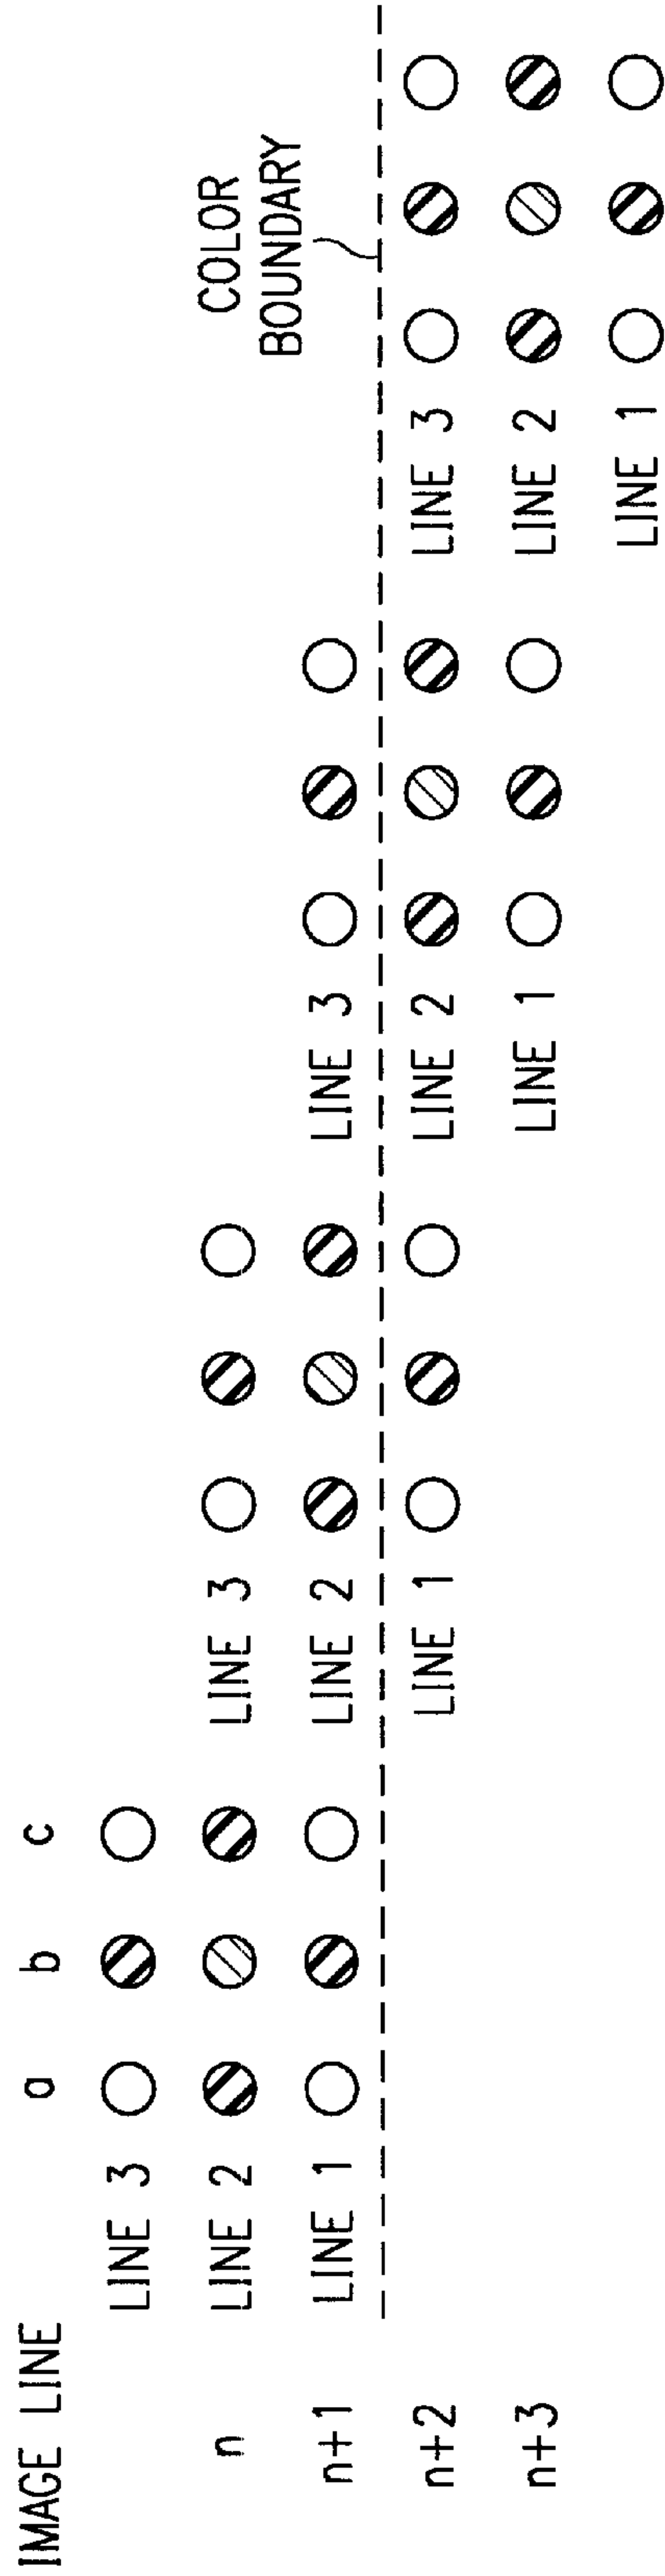 IMAGE LINE
a b c
LINE 3
n LINE 2 LINE 3
n+1 LINE 1 LINE 2 LINE 3
n+2 LINE 1 LINE 2 LINE 3
n+3 LINE 1 LINE 2
LINE 1
COLOR
BOUNDARY